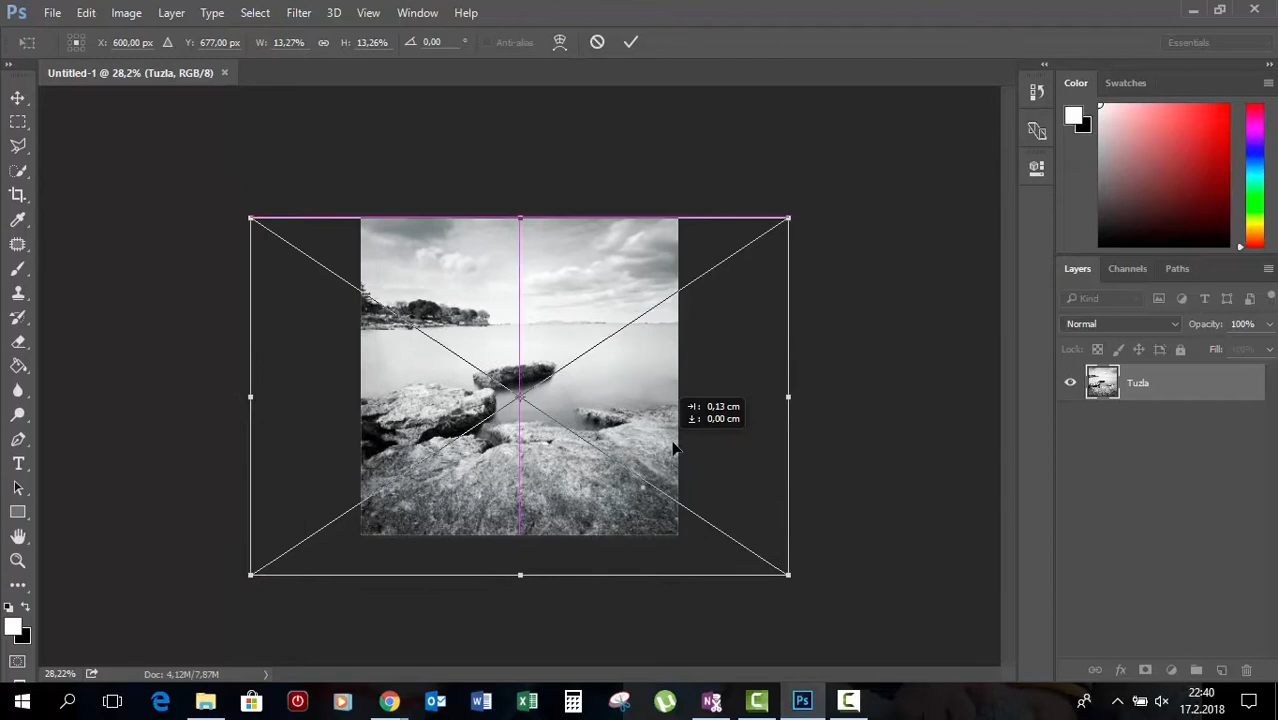 Ps File Edit Image Layer Type Select Filter 3D View Window Help
X: 600,00 px Y: 677,00 px W: 13,27% H: 13,26% 0,00 ° Anti-alias Essentials
Untitled-1 @ 28,2% (Tuzla, RGB/8) ×
Color Swatches
Layers Channels Paths
Kind
Normal Opacity: 100%
Lock: Fill: 100%
Tuzla
0,13 cm
0,00 cm
28,22% Doc: 4,12M/7,87M
22:40
17.2.2018